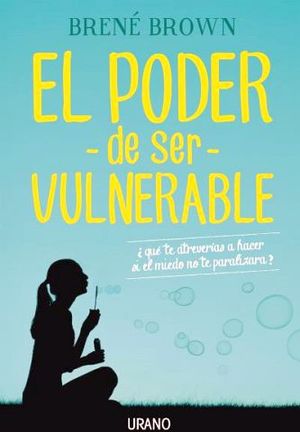 BRENÉ BROWN
EL PODER
- de ser -
VULNERABLE
¿qué te atreverías a hacer
si el miedo no te paralizara?
URANO